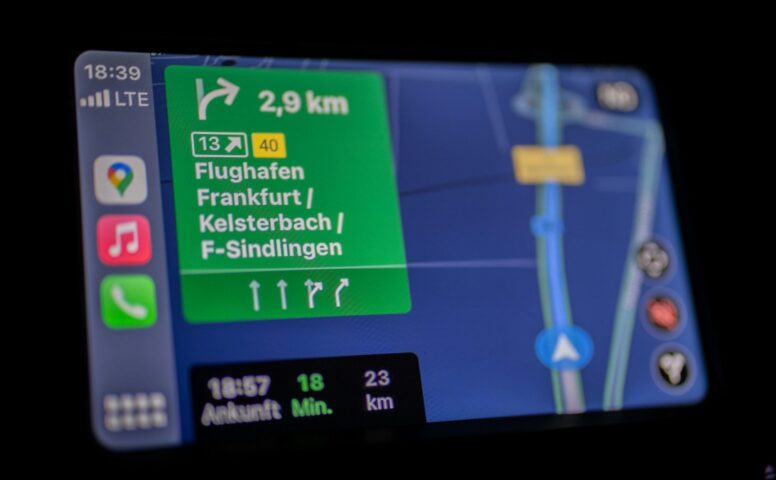 18:39
LTE
2,9 km
13 40
Flughafen
Frankfurt /
Kelsterbach /
F-Sindlingen
18:57 18 23
Ankunft Min. km